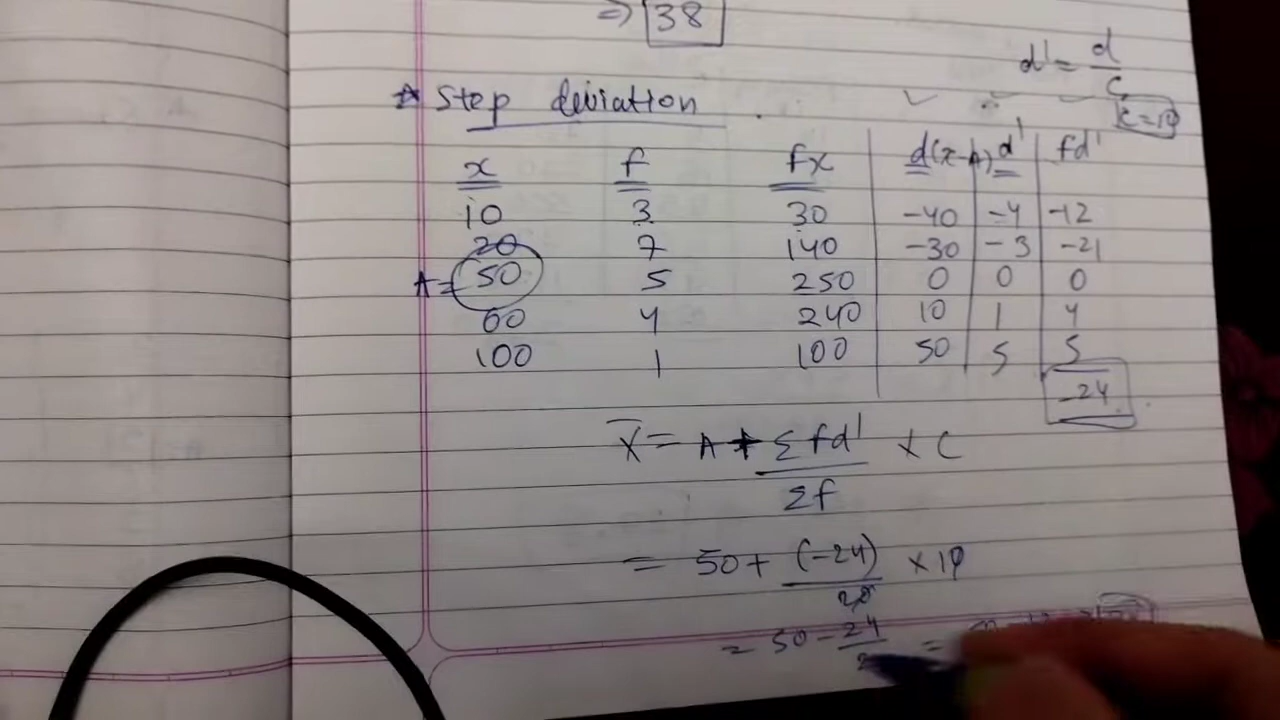 ⇒ 38
d' = d/c
c=10
* Step deviation .
x f fx d(x-A) d' fd'
10 3 30 -40 -4 -12
20 7 140 -30 -3 -21
A= 50 5 250 0 0 0
60 4 240 10 1 4
100 1 100 50 5 5
-24
X̄ = A + Σfd'/Σf × C
= 50 + (-24)/20 × 10
= 50 - 24/2 =